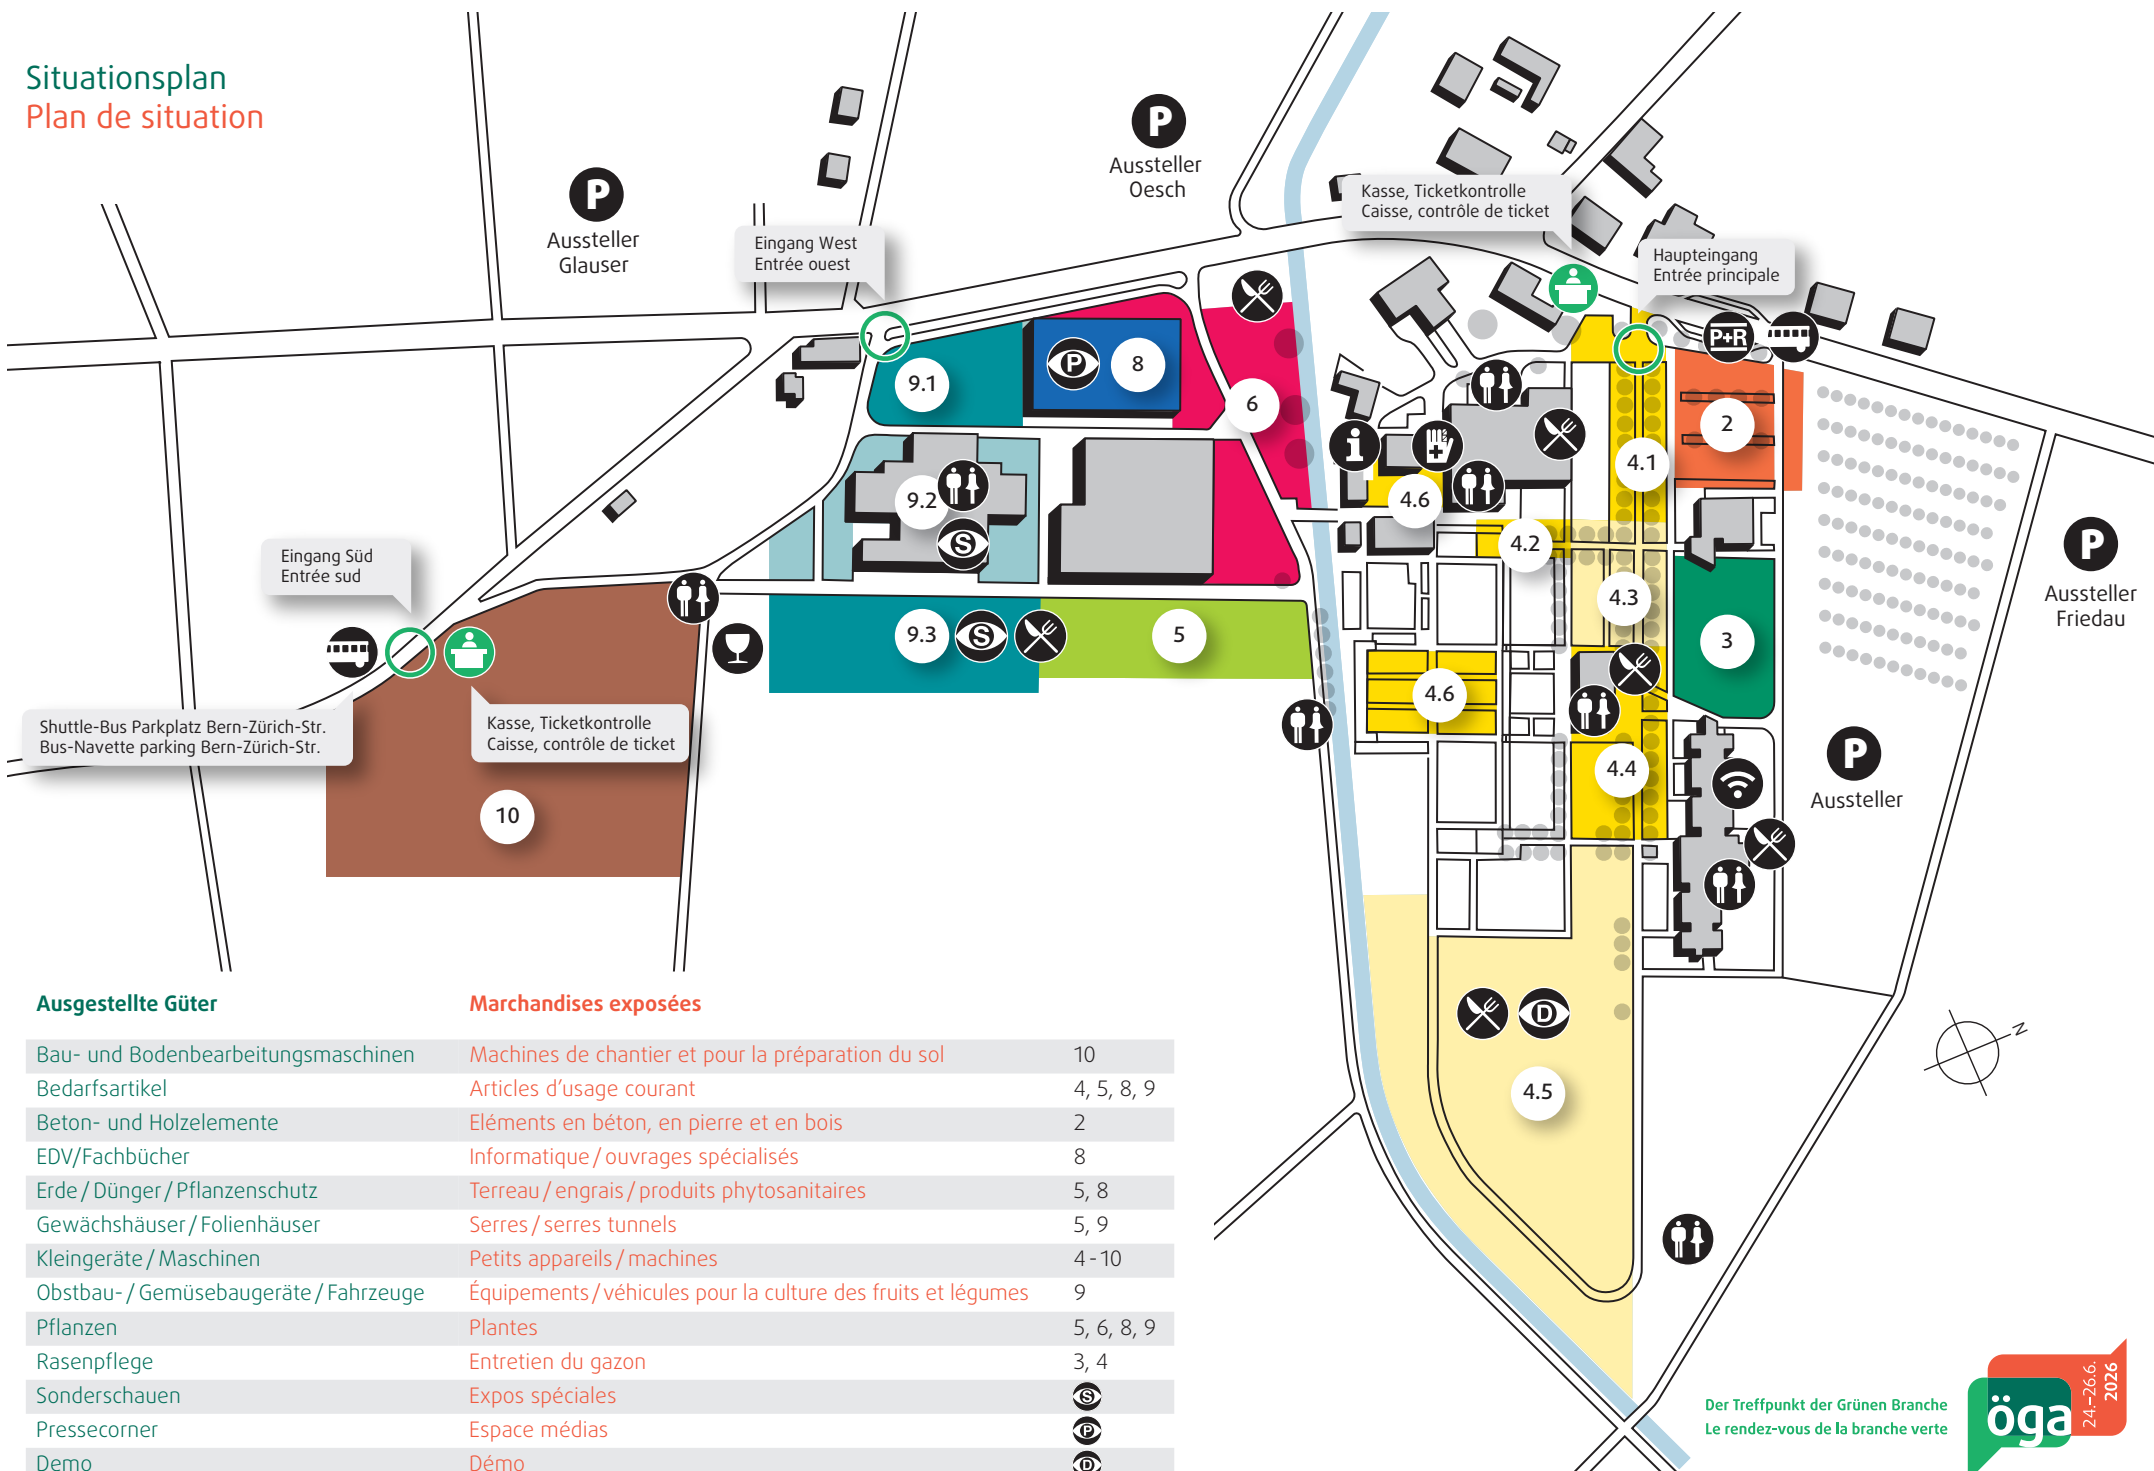 Situationsplan
Plan de situation
P
Aussteller
Glauser
P
Aussteller
Oesch
Eingang West
Entrée ouest
Kasse, Ticketkontrolle
Caisse, contrôle de ticket
Haupteingang
Entrée principale
P+R
9.1
P
8
6
2
4.1
i
4.6
9.2
S
4.2
P
Aussteller
Friedau
Eingang Süd
Entrée sud
4.3
9.3
S
5
3
4.6
Shuttle-Bus Parkplatz Bern-Zürich-Str.
Bus-Navette parking Bern-Zürich-Str.
Kasse, Ticketkontrolle
Caisse, contrôle de ticket
4.4
P
Aussteller
10
D
4.5
N
Ausgestellte Güter Marchandises exposées
Bau- und Bodenbearbeitungsmaschinen Machines de chantier et pour la préparation du sol 10
Bedarfsartikel Articles d’usage courant 4, 5, 8, 9
Beton- und Holzelemente Eléments en béton, en pierre et en bois 2
EDV/Fachbücher Informatique / ouvrages spécialisés 8
Erde / Dünger / Pflanzenschutz Terreau / engrais / produits phytosanitaires 5, 8
Gewächshäuser / Folienhäuser Serres / serres tunnels 5, 9
Kleingeräte / Maschinen Petits appareils / machines 4 - 10
Obstbau- / Gemüsebaugeräte / Fahrzeuge Équipements / véhicules pour la culture des fruits et légumes 9
Pflanzen Plantes 5, 6, 8, 9
Rasenpflege Entretien du gazon 3, 4
Sonderschauen Expos spéciales S
Pressecorner Espace médias P
Demo Démo D
Der Treffpunkt der Grünen Branche
Le rendez-vous de la branche verte
öga
24.–26.6.
2026